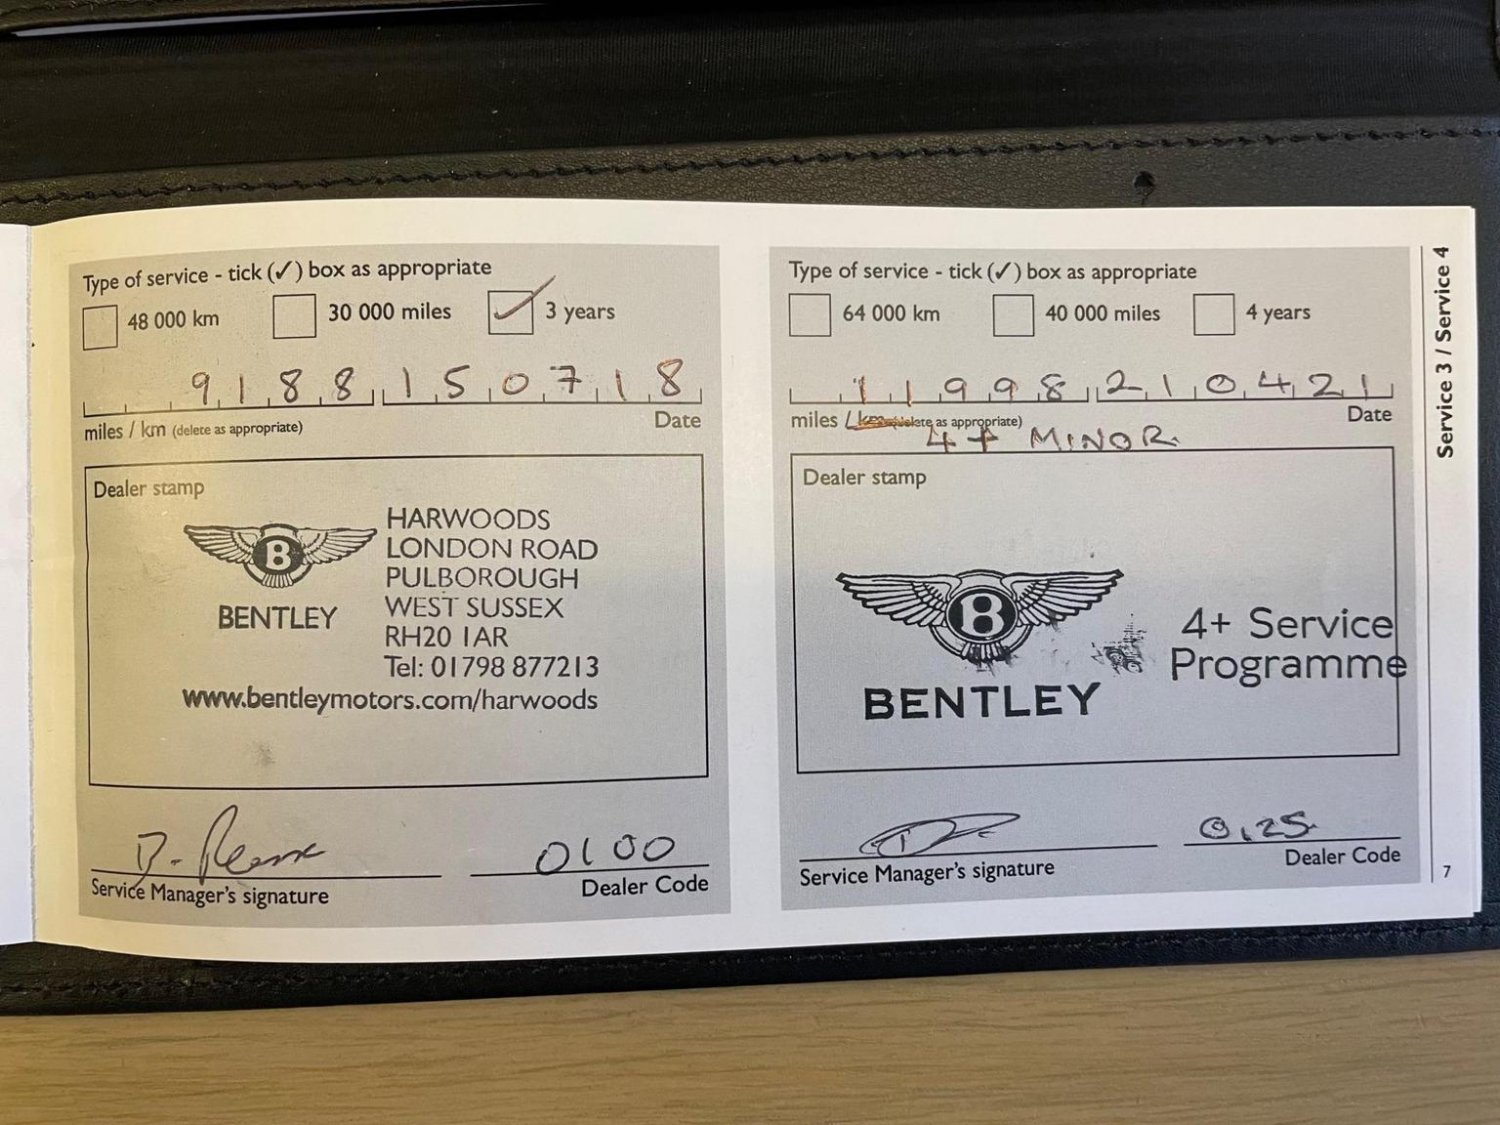 Type of service - tick (✓) box as appropriate
48 000 km
30 000 miles
3 years
9188 150718
miles / km (delete as appropriate)
Date
Dealer stamp
B
BENTLEY
HARWOODS
LONDON ROAD
PULBOROUGH
WEST SUSSEX
RH20 1AR
Tel: 01798 877213
www.bentleymotors.com/harwoods
0100
Service Manager's signature
Dealer Code
Type of service - tick (✓) box as appropriate
64 000 km
40 000 miles
4 years
11998 210421
miles / km (delete as appropriate)
Date
4+ MINOR
Dealer stamp
B
BENTLEY
4+ Service
Programme
0125
Service Manager's signature
Dealer Code
Service 3 / Service 4
7